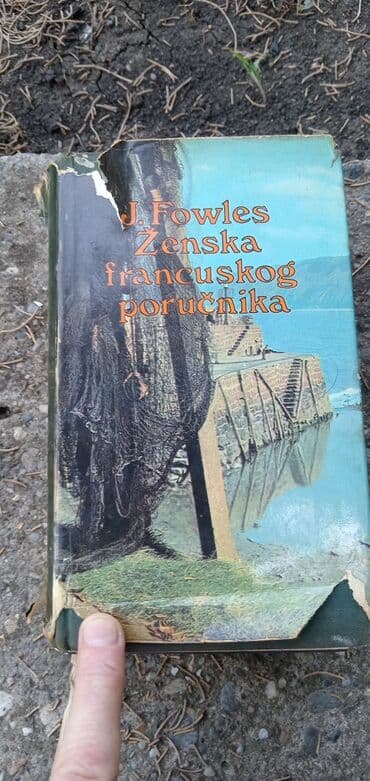 J. Fowles
Ženska
francuskog
poručnika